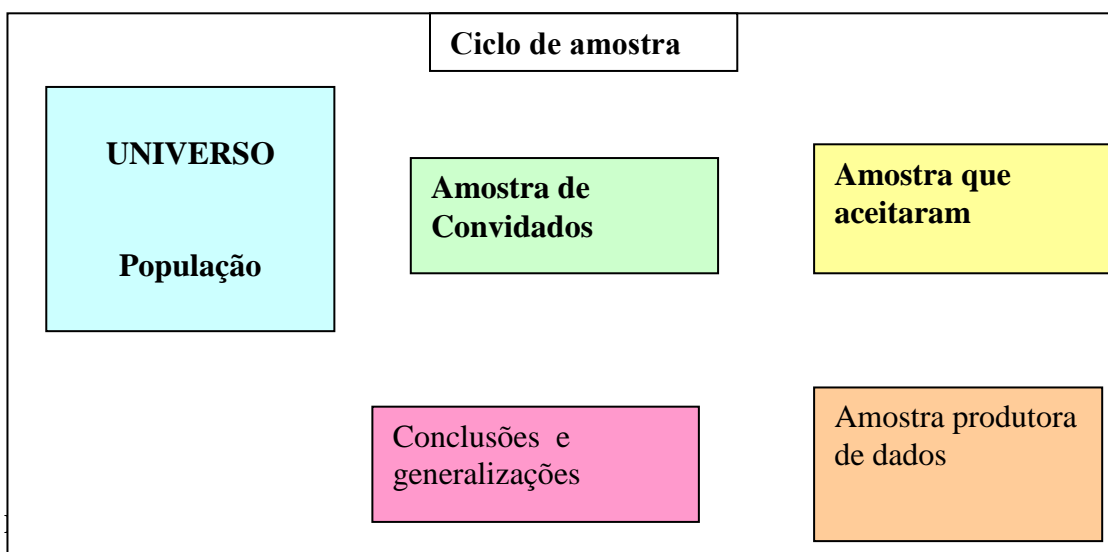 Ciclo de amostra
UNIVERSO
População
Amostra de
Convidados
Amostra que
aceitaram
Conclusões e
generalizações
Amostra produtora
de dados